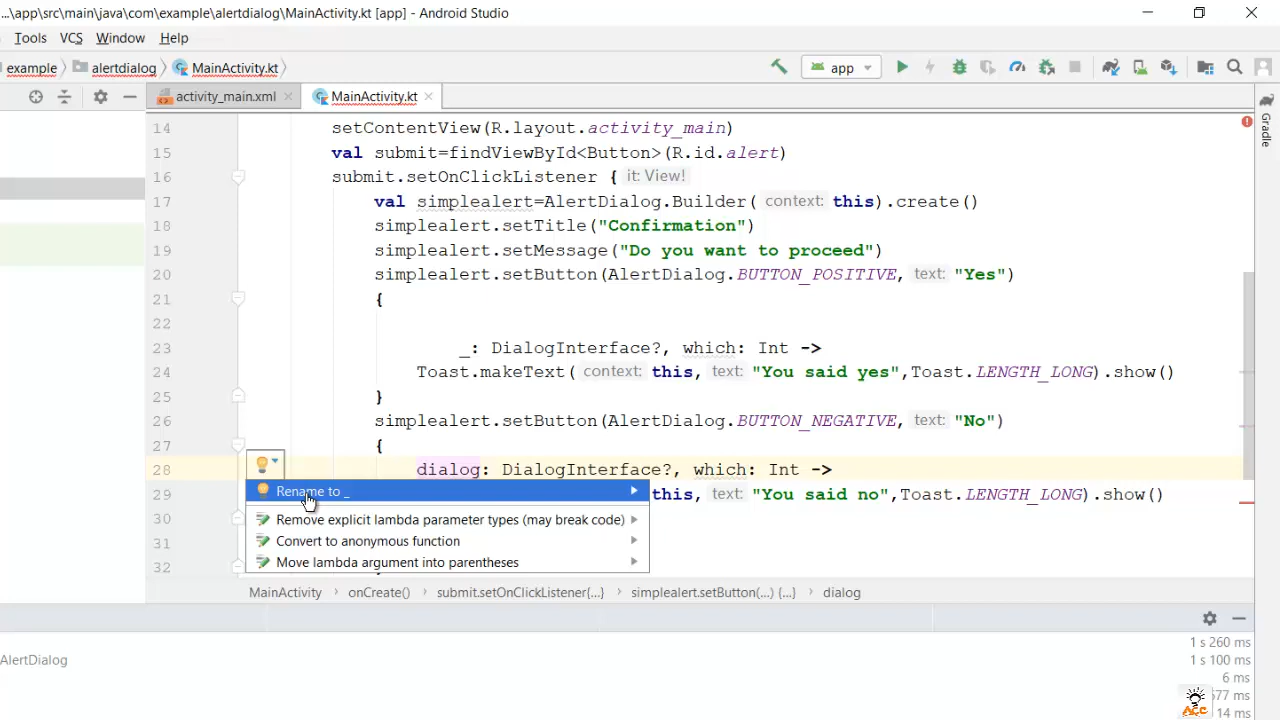 ...\app\src\main\java\com\example\alertdialog\MainActivity.kt [app] - Android Studio
Tools VCS Window Help
example alertdialog MainActivity.kt app
activity_main.xml MainActivity.kt
Gradle
14 setContentView(R.layout.activity_main)
15 val submit=findViewById<Button>(R.id.alert)
16 submit.setOnClickListener { it: View!
17 val simplealert=AlertDialog.Builder( context: this).create()
18 simplealert.setTitle("Confirmation")
19 simplealert.setMessage("Do you want to proceed")
20 simplealert.setButton(AlertDialog.BUTTON_POSITIVE, text: "Yes")
21 {
22
23 _: DialogInterface?, which: Int ->
24 Toast.makeText( context: this, text: "You said yes",Toast.LENGTH_LONG).show()
25 }
26 simplealert.setButton(AlertDialog.BUTTON_NEGATIVE, text: "No")
27 {
28 dialog: DialogInterface?, which: Int ->
29 this, text: "You said no",Toast.LENGTH_LONG).show()
30
31
32
Rename to _
Remove explicit lambda parameter types (may break code)
Convert to anonymous function
Move lambda argument into parentheses
MainActivity › onCreate() › submit.setOnClickListener{...} › simplealert.setButton(...) {...} › dialog
1 s 260 ms
AlertDialog 1 s 100 ms
6 ms
77 ms
14 ms
ACC